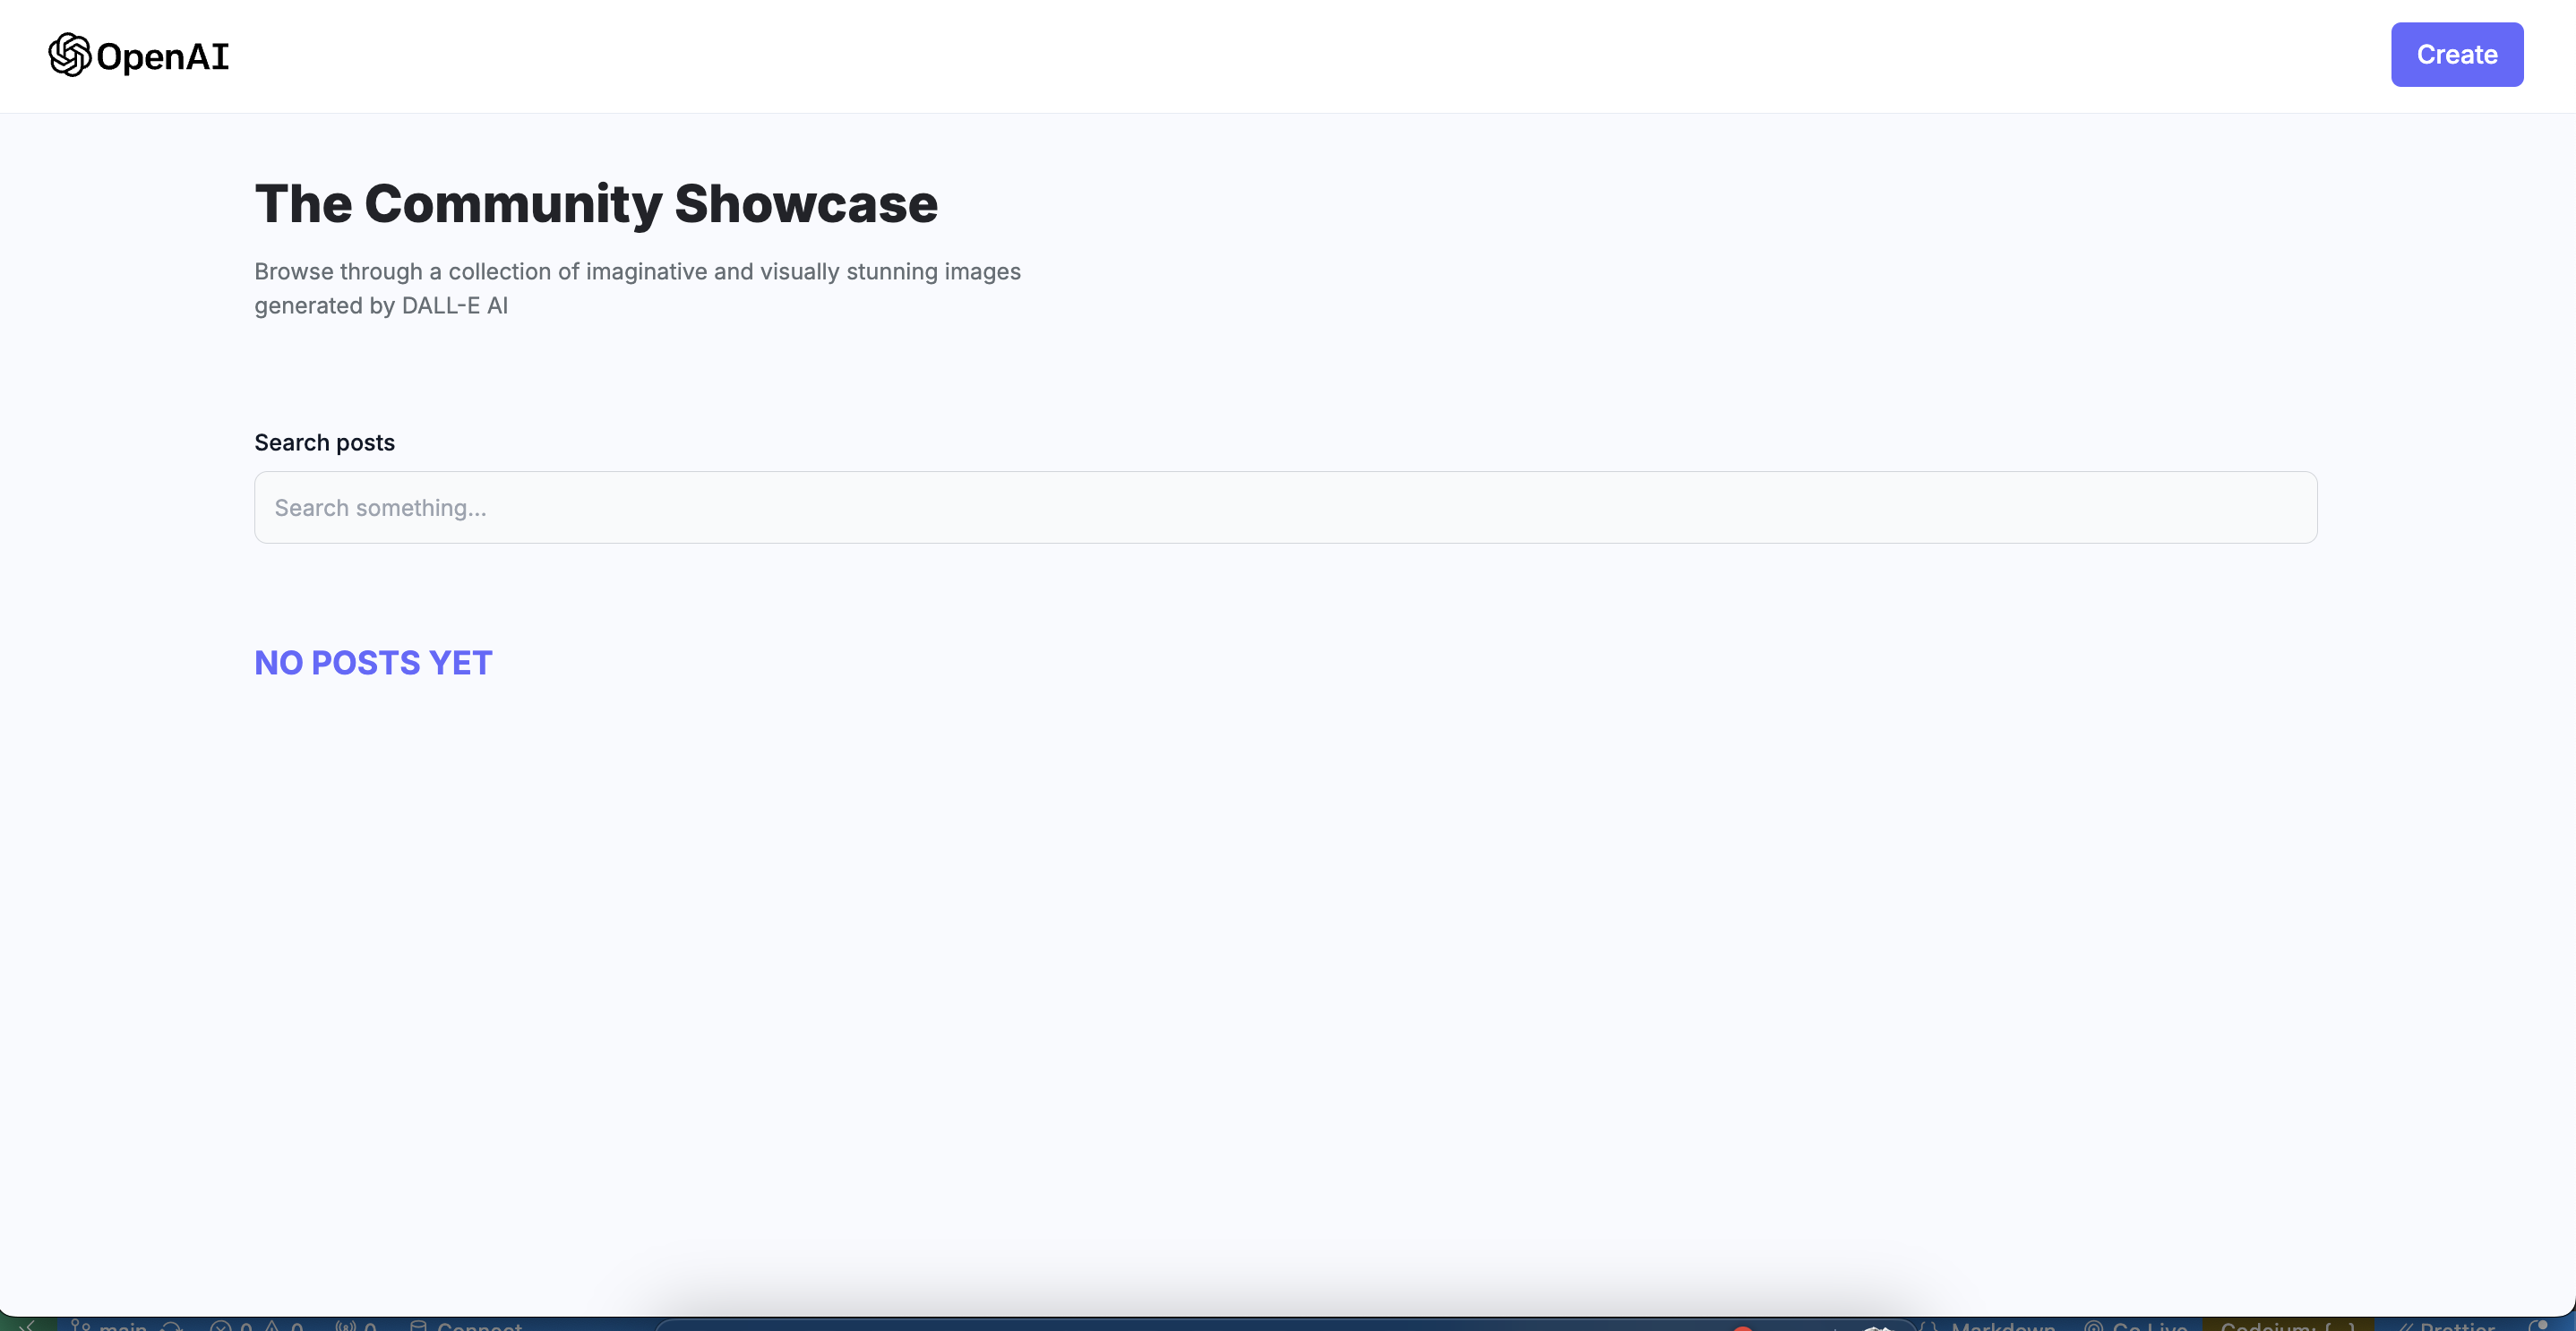 OpenAI
Create
The Community Showcase
Browse through a collection of imaginative and visually stunning images
generated by DALL-E AI
Search posts
Search something...
NO POSTS YET
main 0 0 0 Connect Markdown Go Live Codeium: {...} Prettier